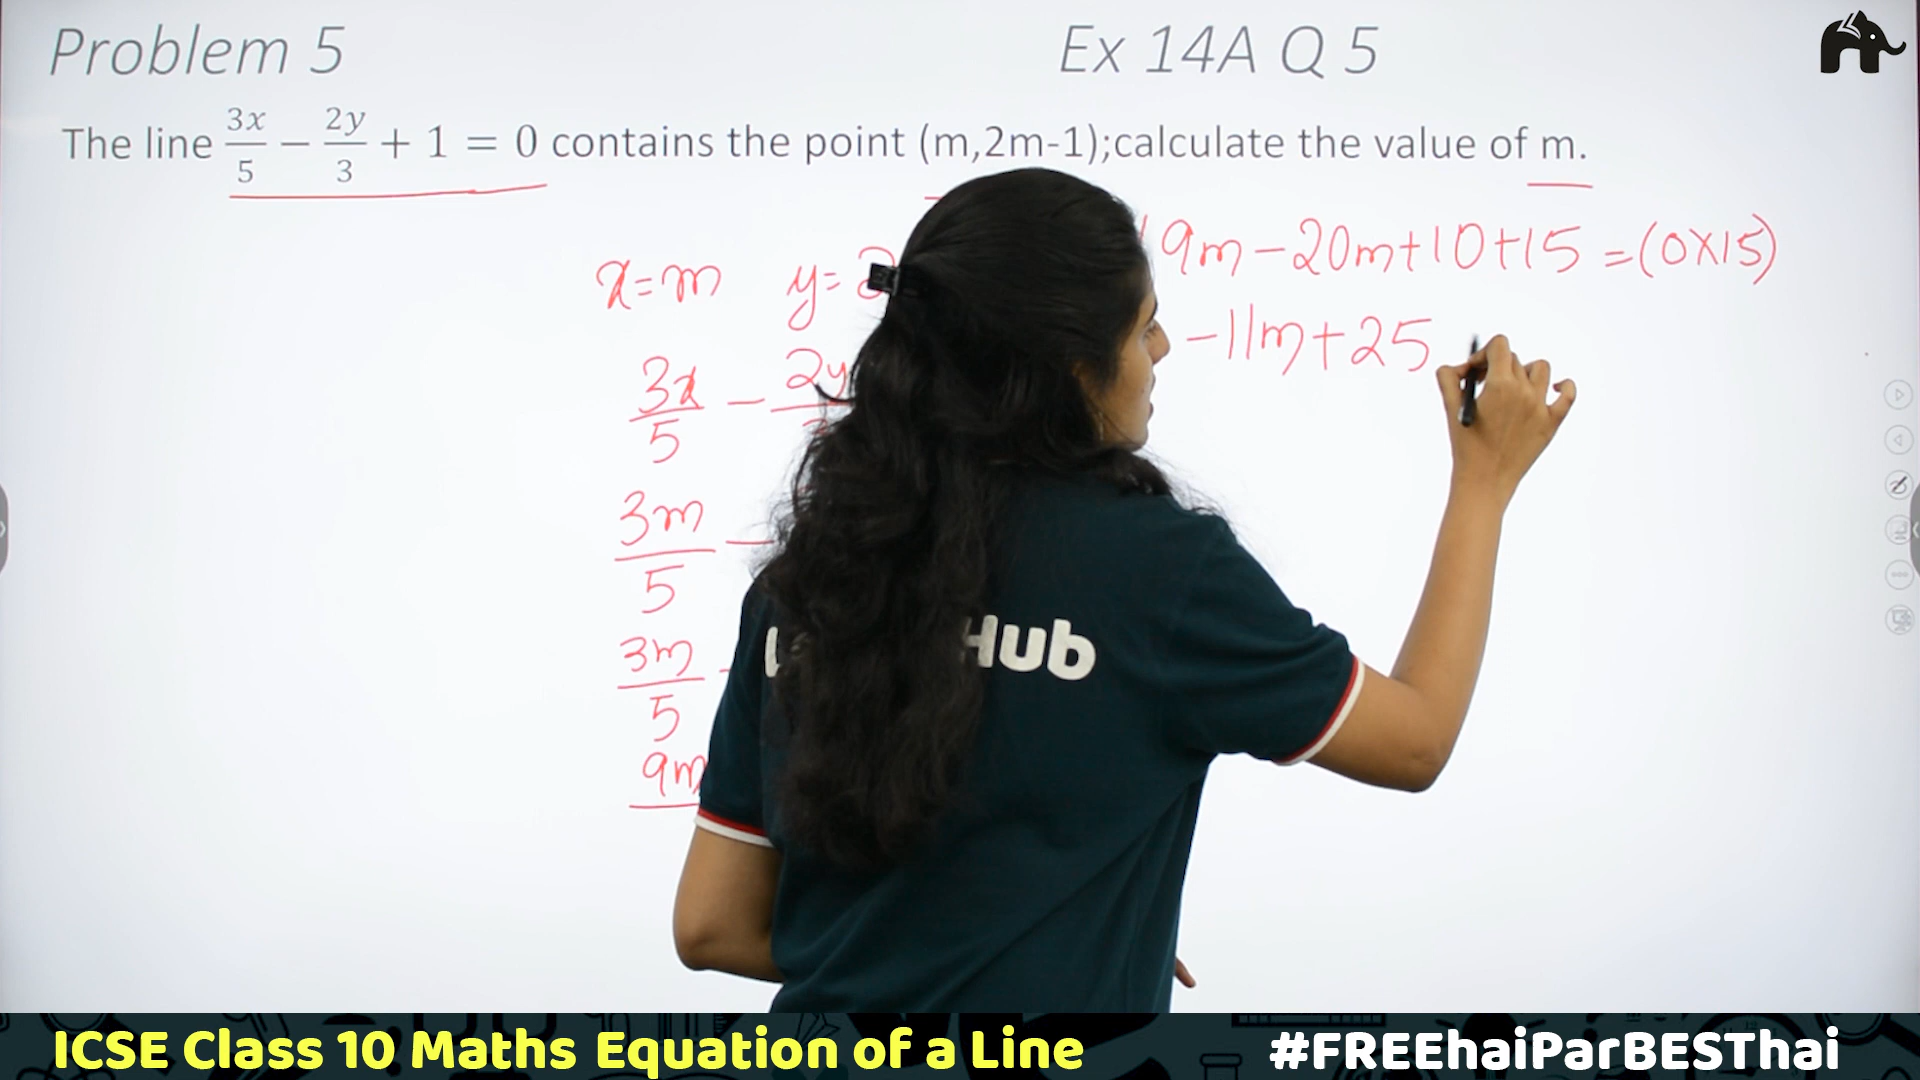 Problem 5
Ex 14A Q 5
The line 3x/5 − 2y/3 + 1 = 0 contains the point (m,2m-1);calculate the value of m.
x=m y=2
3x/5 − 2y
3m/5 −
3m/5 -
9m
9m−20m+10+15 =(0×15)
−11m+25
Hub
ICSE Class 10 Maths Equation of a Line
#FREEhaiParBESThai